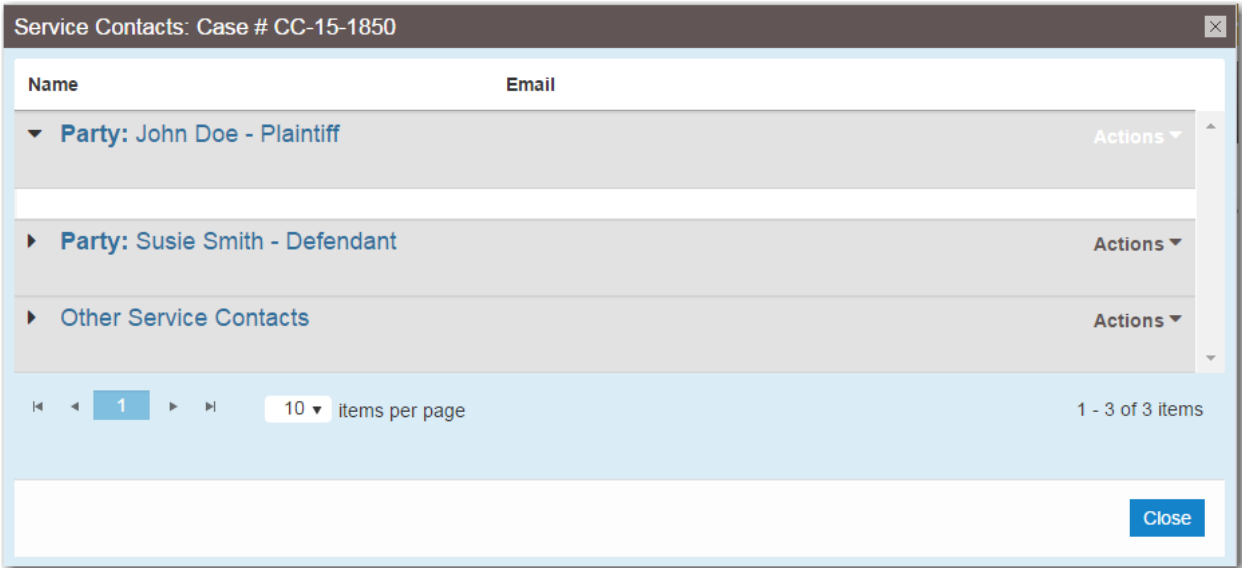 Service Contacts: Case # CC-15-1850
Name Email
Party: John Doe - Plaintiff Actions
Party: Susie Smith - Defendant Actions
Other Service Contacts Actions
1 10 items per page 1 - 3 of 3 items
Close